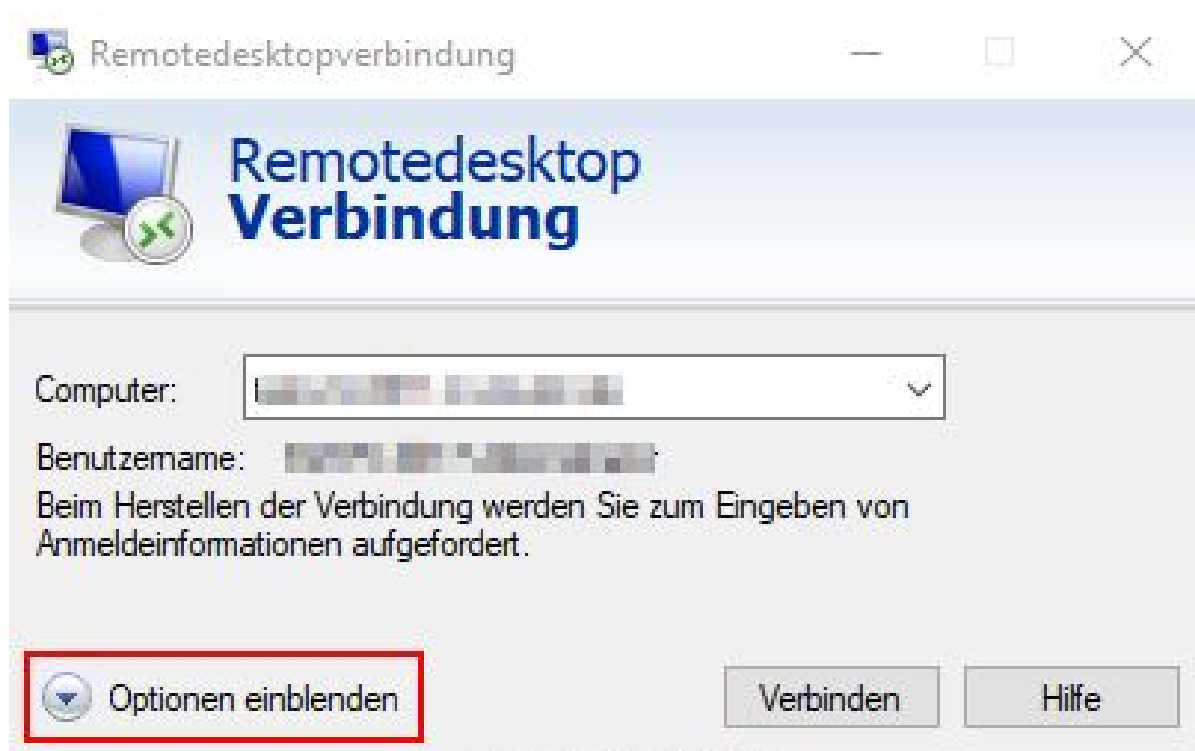 Remotedesktopverbindung
Remotedesktop
Verbindung
Computer:
Benutzername:
Beim Herstellen der Verbindung werden Sie zum Eingeben von
Anmeldeinformationen aufgefordert.
Optionen einblenden Verbinden Hilfe